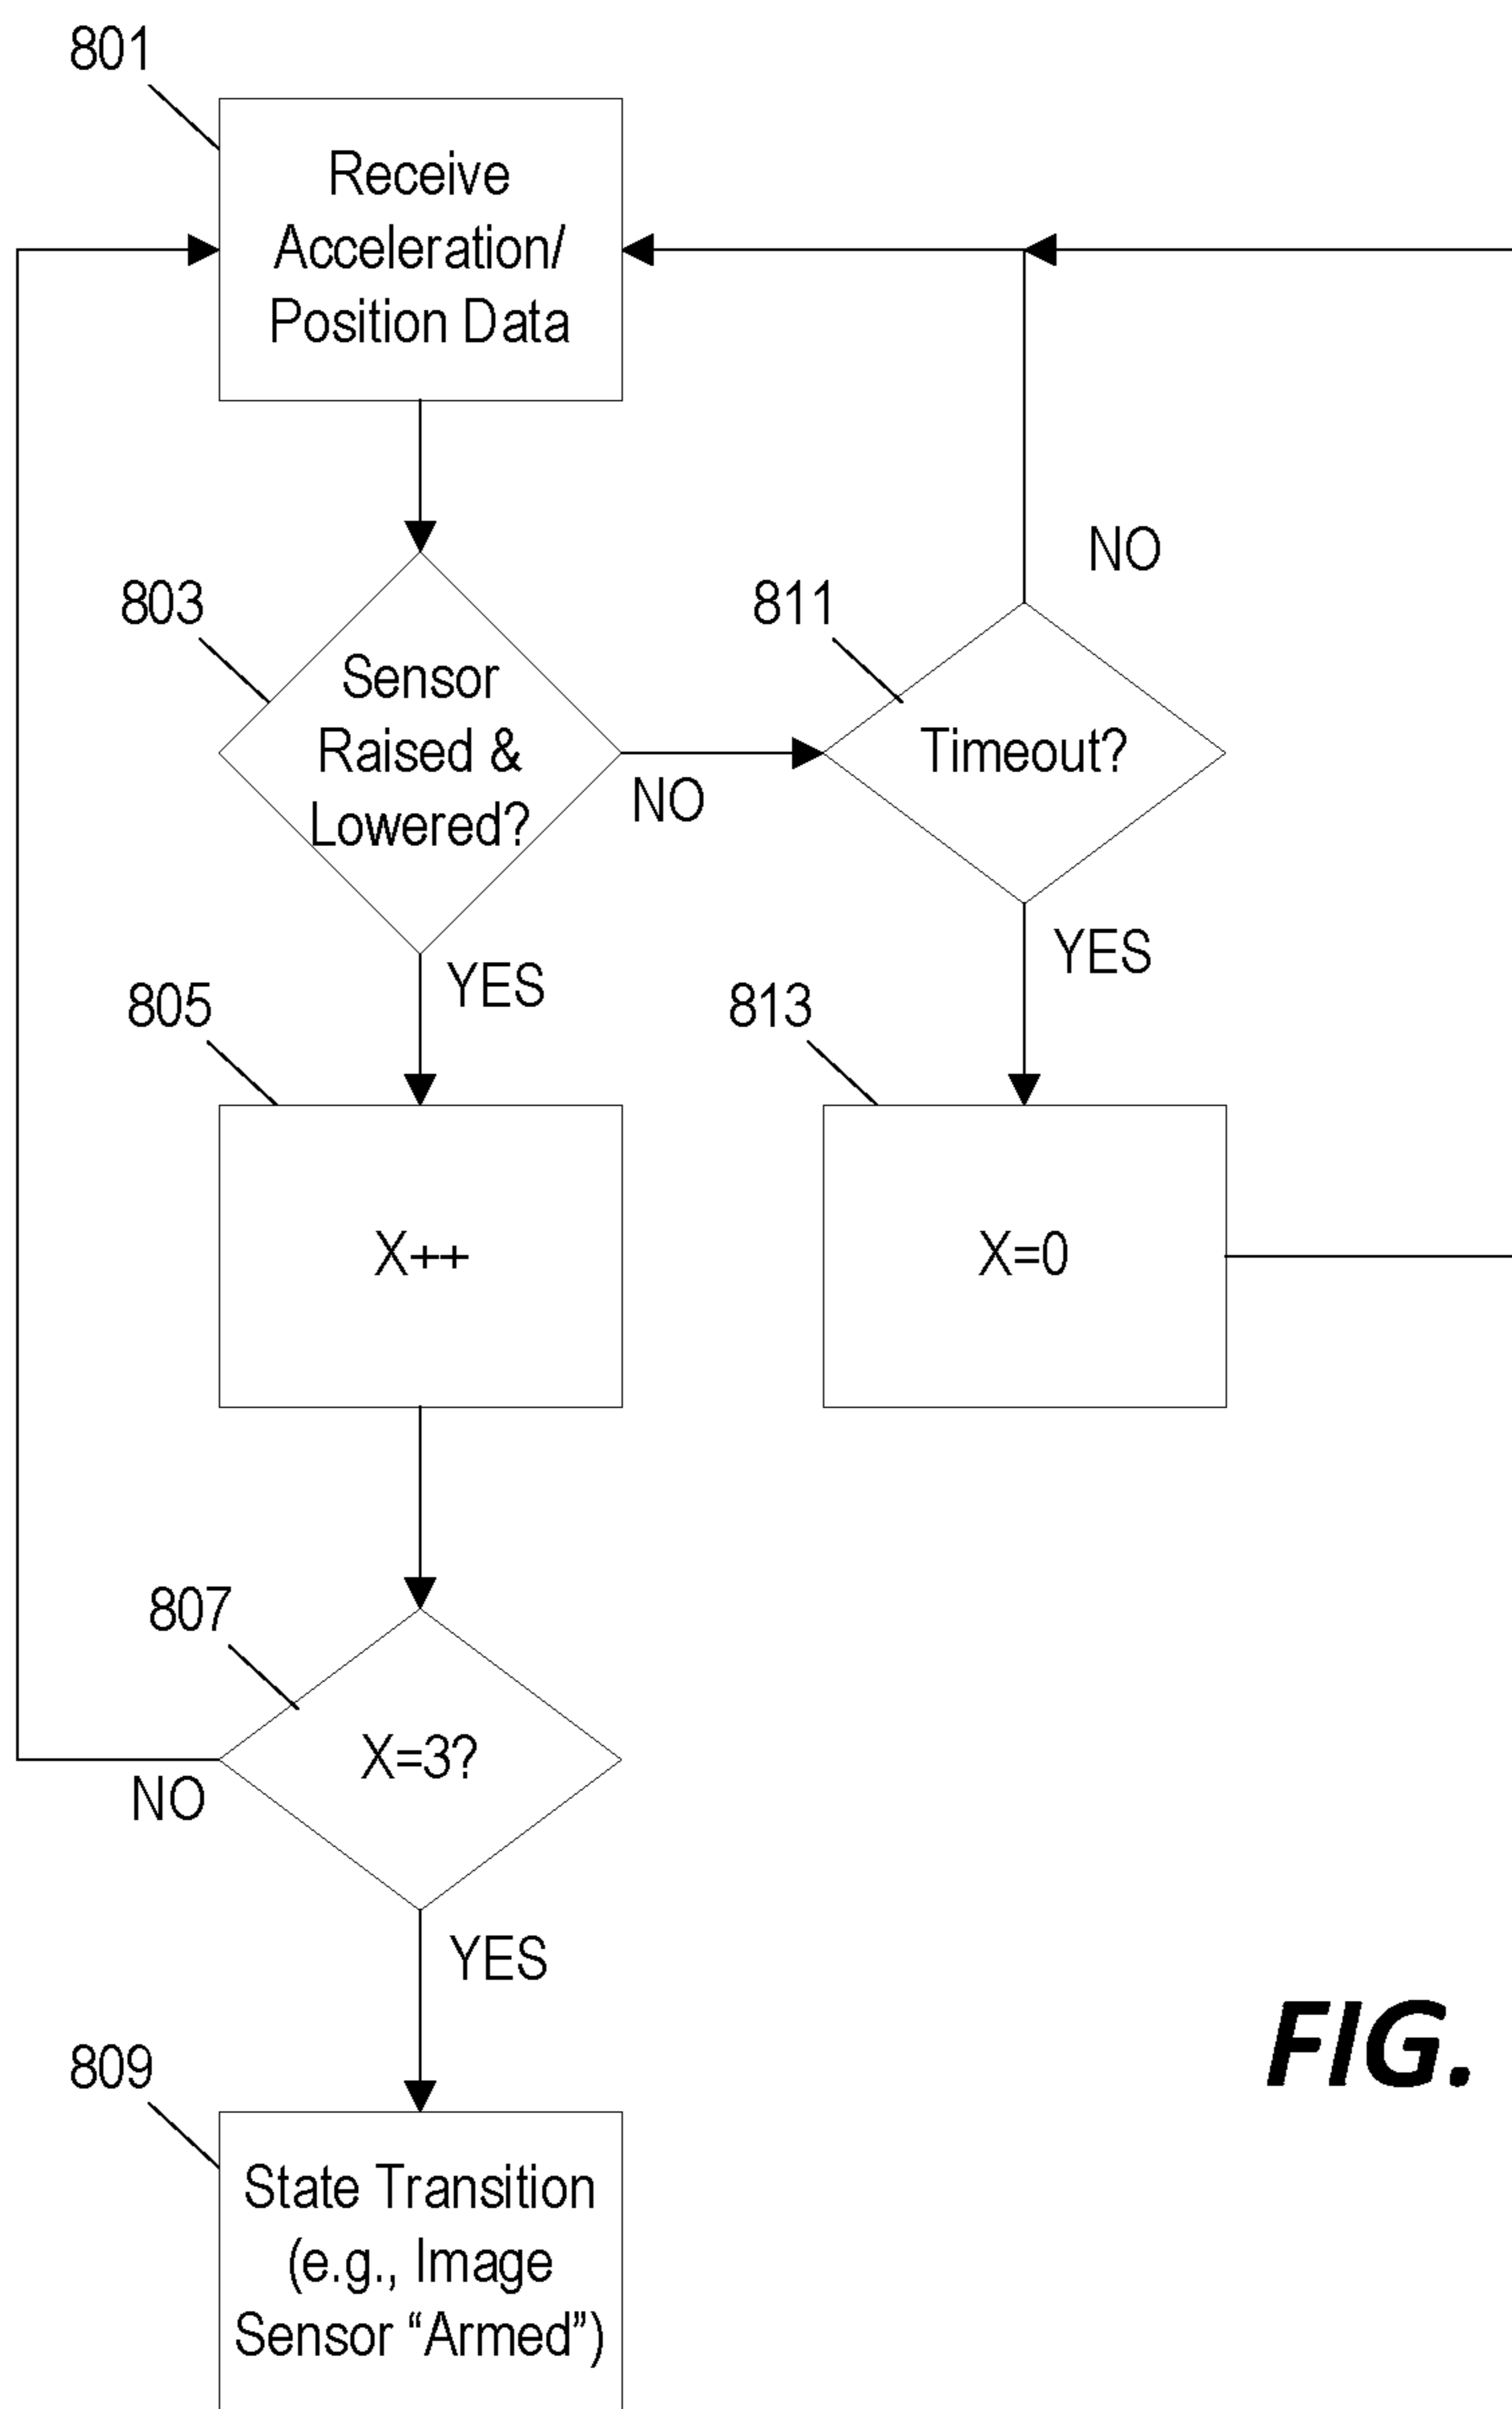 801
Receive
Acceleration/
Position Data
803
Sensor
Raised &
Lowered?
NO
811
Timeout?
NO
YES
YES
805
X++
813
X=0
807
X=3?
NO
YES
809
State Transition
(e.g., Image
Sensor “Armed”)
FIG.